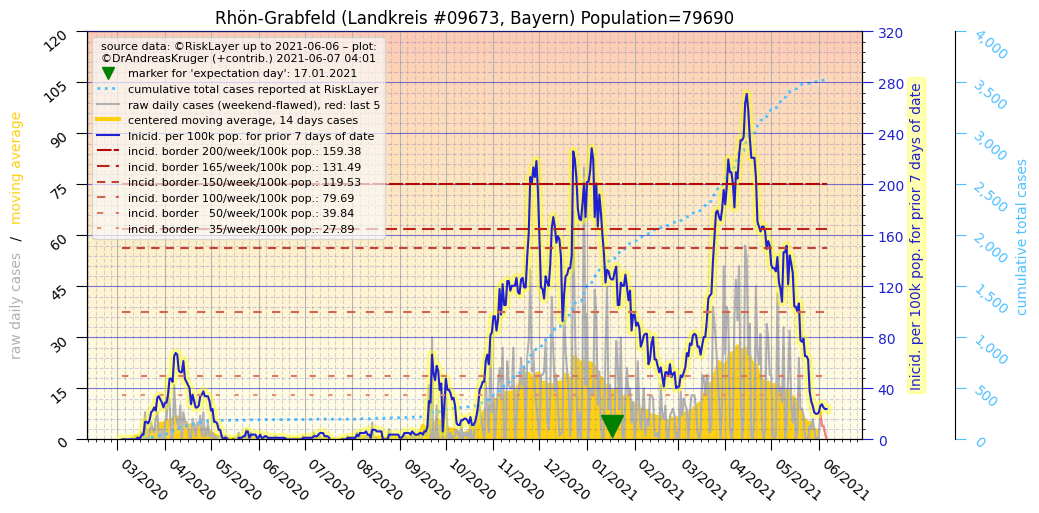 Rhön-Grabfeld (Landkreis #09673, Bayern) Population=79690
source data: ©RiskLayer up to 2021-06-06 – plot:
©DrAndreasKruger (+contrib.) 2021-06-07 04:01
marker for 'expectation day': 17.01.2021
cumulative total cases reported at RiskLayer
raw daily cases (weekend-flawed), red: last 5
centered moving average, 14 days cases
Inicid. per 100k pop. for prior 7 days of date
incid. border 200/week/100k pop.: 159.38
incid. border 165/week/100k pop.: 131.49
incid. border 150/week/100k pop.: 119.53
incid. border 100/week/100k pop.: 79.69
incid. border   50/week/100k pop.: 39.84
incid. border   35/week/100k pop.: 27.89
raw daily cases   /   moving average
120
105
90
75
60
45
30
15
0
03/2020
04/2020
05/2020
06/2020
07/2020
08/2020
09/2020
10/2020
11/2020
12/2020
01/2021
02/2021
03/2021
04/2021
05/2021
06/2021
320
280
240
200
160
120
80
40
0
Inicid. per 100k pop. for prior 7 days of date
4,000
3,500
3,000
2,500
2,000
1,500
1,000
500
0
cumulative total cases